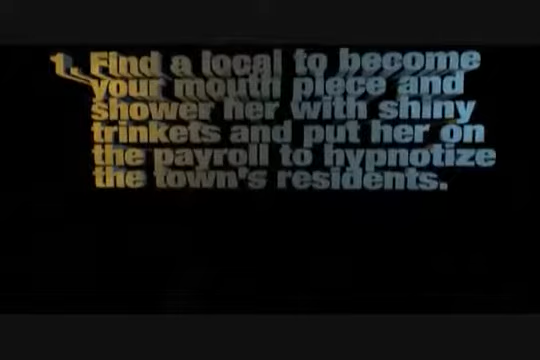 1. Find a local to become
your mouth piece and
shower her with shiny
trinkets and put her on
the payroll to hypnotize
the town's residents.